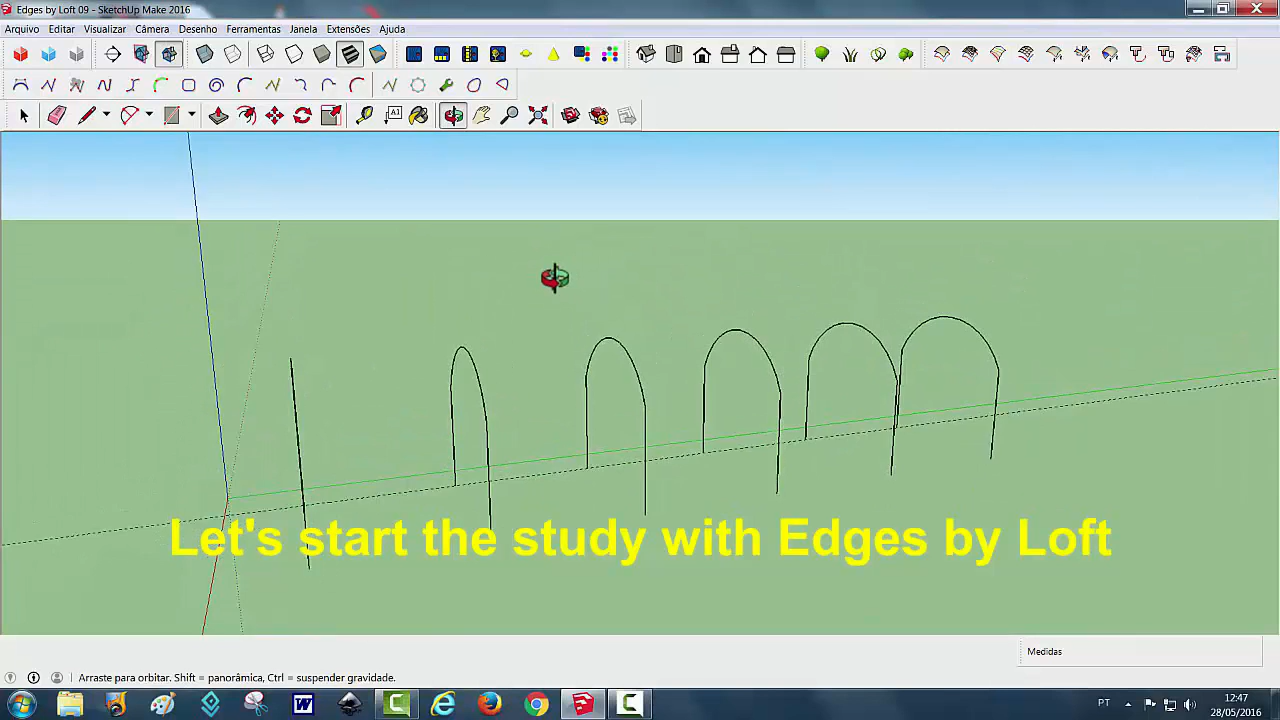 Edges by Loft 09 - SketchUp Make 2016
Arquivo Editar Visualizar Câmera Desenho Ferramentas Janela Extensões Ajuda
A1
Let's start the study with Edges by Loft
Medidas
Arraste para orbitar. Shift = panorâmica, Ctrl = suspender gravidade.
PT
12:47
28/05/2016